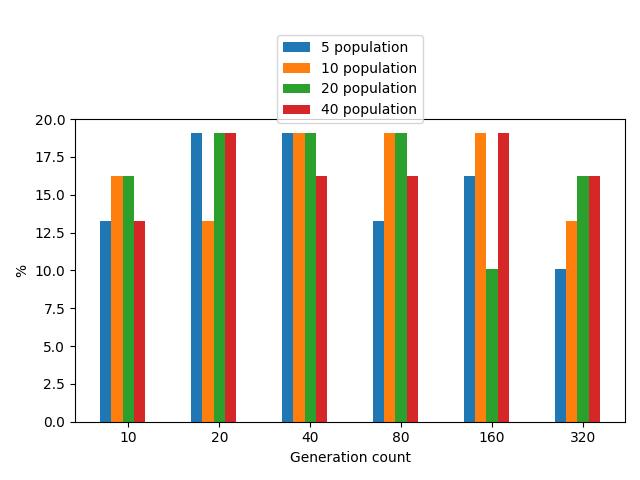 5 population
10 population
20 population
40 population
20.0
17.5
15.0
12.5
10.0
7.5
5.0
2.5
0.0
%
10 20 40 80 160 320
Generation count